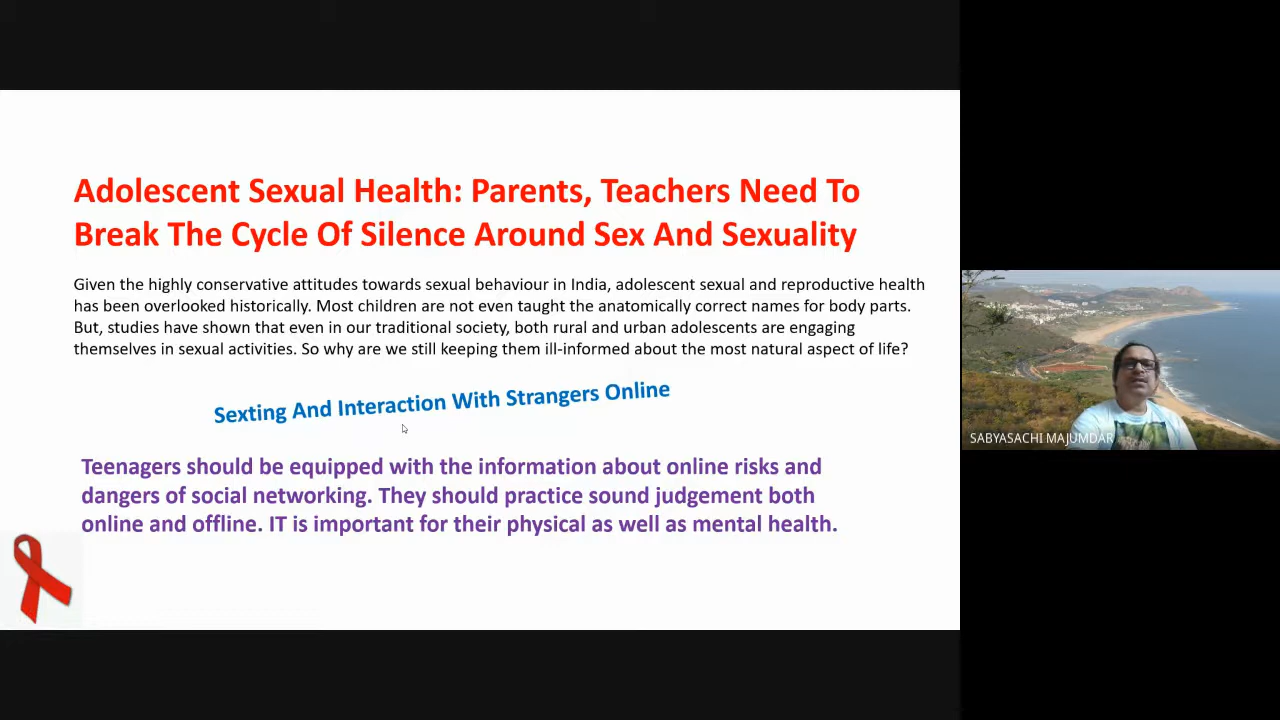 Adolescent Sexual Health: Parents, Teachers Need To
Break The Cycle Of Silence Around Sex And Sexuality
Given the highly conservative attitudes towards sexual behaviour in India, adolescent sexual and reproductive health
has been overlooked historically. Most children are not even taught the anatomically correct names for body parts.
But, studies have shown that even in our traditional society, both rural and urban adolescents are engaging
themselves in sexual activities. So why are we still keeping them ill-informed about the most natural aspect of life?
Sexting And Interaction With Strangers Online
Teenagers should be equipped with the information about online risks and
dangers of social networking. They should practice sound judgement both
online and offline. IT is important for their physical as well as mental health.
SABYASACHI MAJUMDAR